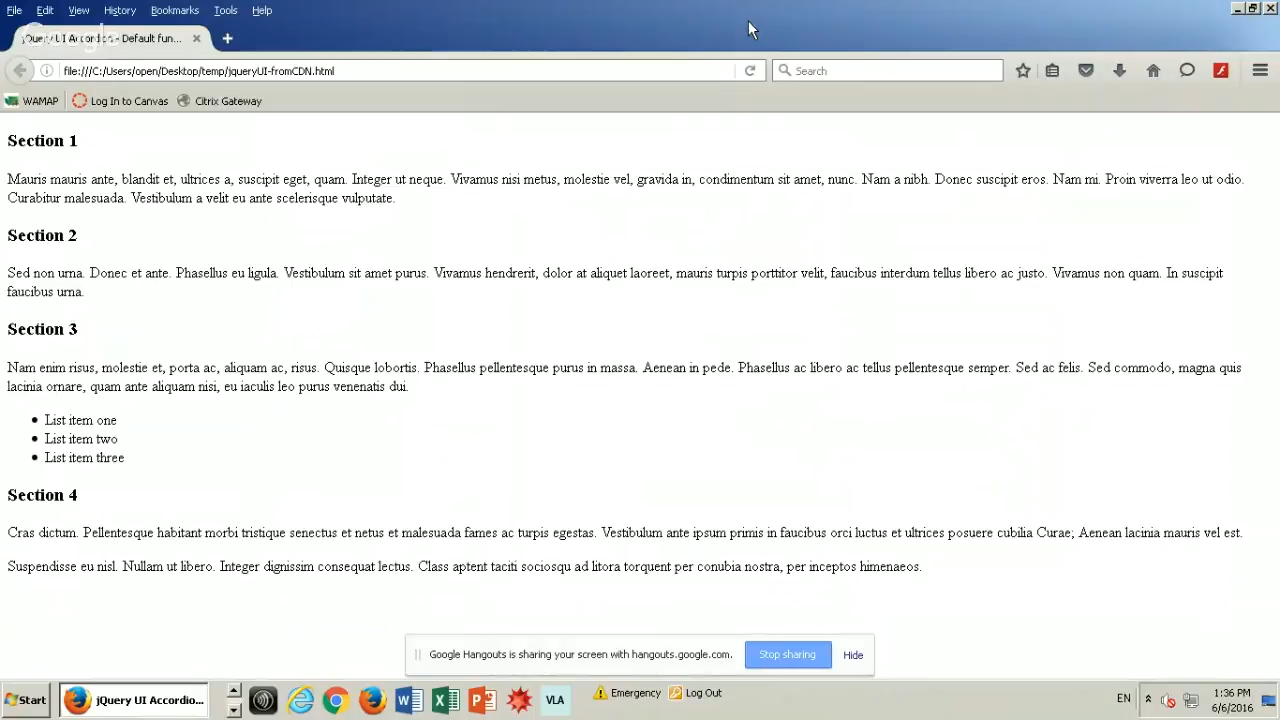 File Edit View History Bookmarks Tools Help
jQuery UI Accordion - Default fun...
Google
file:///C:/Users/open/Desktop/temp/jqueryUI-fromCDN.html
Search
WAMAP Log In to Canvas Citrix Gateway
Section 1
Mauris mauris ante, blandit et, ultrices a, suscipit eget, quam. Integer ut neque. Vivamus nisi metus, molestie vel, gravida in, condimentum sit amet, nunc. Nam a nibh. Donec suscipit eros. Nam mi. Proin viverra leo ut odio.
Curabitur malesuada. Vestibulum a velit eu ante scelerisque vulputate.
Section 2
Sed non urna. Donec et ante. Phasellus eu ligula. Vestibulum sit amet purus. Vivamus hendrerit, dolor at aliquet laoreet, mauris turpis porttitor velit, faucibus interdum tellus libero ac justo. Vivamus non quam. In suscipit
faucibus urna.
Section 3
Nam enim risus, molestie et, porta ac, aliquam ac, risus. Quisque lobortis. Phasellus pellentesque purus in massa. Aenean in pede. Phasellus ac libero ac tellus pellentesque semper. Sed ac felis. Sed commodo, magna quis
lacinia ornare, quam ante aliquam nisi, eu iaculis leo purus venenatis dui.
List item one
List item two
List item three
Section 4
Cras dictum. Pellentesque habitant morbi tristique senectus et netus et malesuada fames ac turpis egestas. Vestibulum ante ipsum primis in faucibus orci luctus et ultrices posuere cubilia Curae; Aenean lacinia mauris vel est.
Suspendisse eu nisl. Nullam ut libero. Integer dignissim consequat lectus. Class aptent taciti sociosqu ad litora torquent per conubia nostra, per inceptos himenaeos.
Google Hangouts is sharing your screen with hangouts.google.com. Stop sharing Hide
Start jQuery UI Accordio... VLA Emergency Log Out EN 1:36 PM
6/6/2016